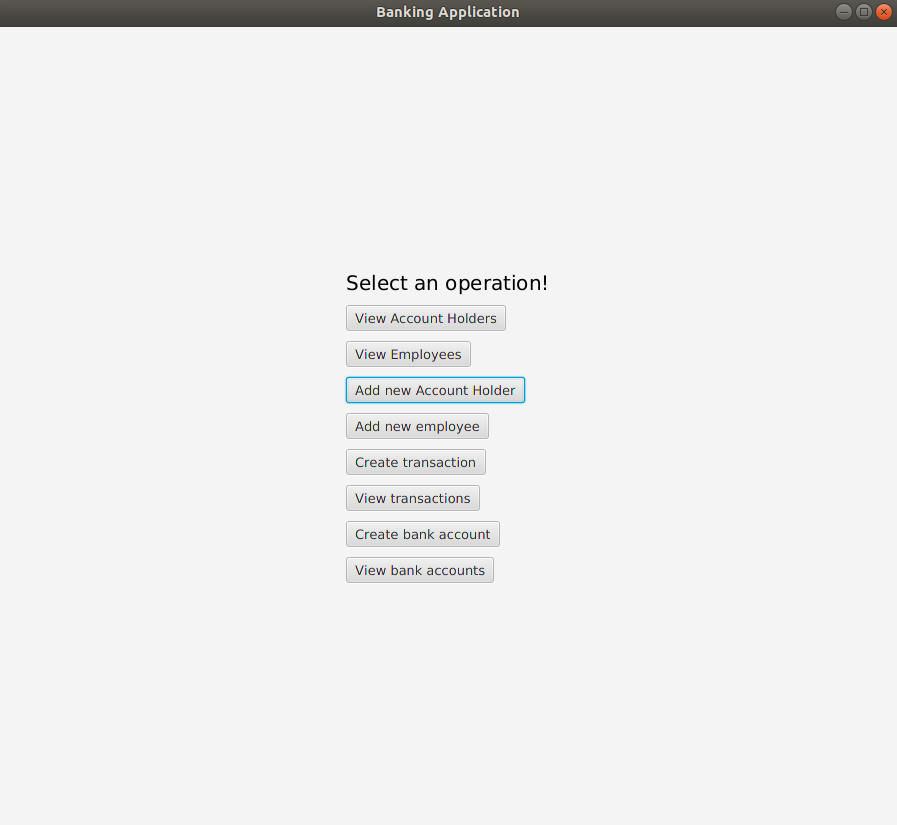 Banking Application
Select an operation!
View Account Holders
View Employees
Add new Account Holder
Add new employee
Create transaction
View transactions
Create bank account
View bank accounts